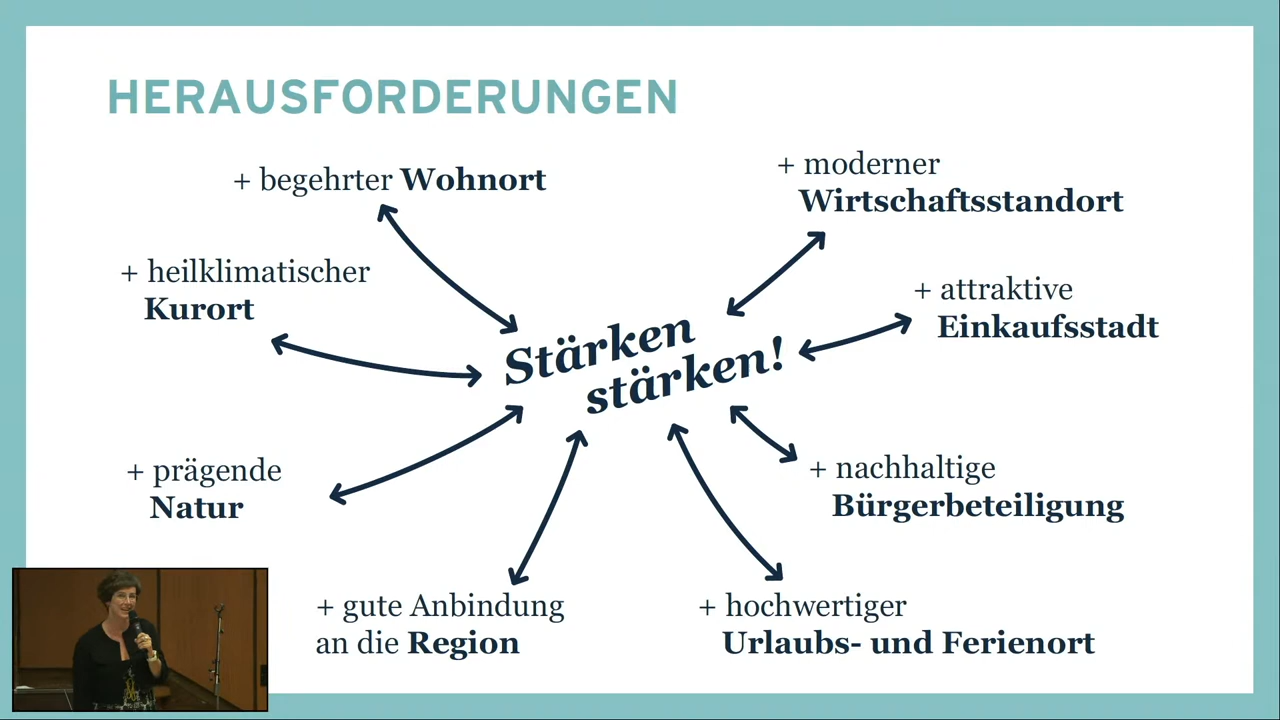 HERAUSFORDERUNGEN
+ begehrter Wohnort
+ moderner
Wirtschaftsstandort
+ heilklimatischer
Kurort
+ attraktive
Einkaufsstadt
Stärken
stärken!
+ prägende
Natur
+ nachhaltige
Bürgerbeteiligung
+ gute Anbindung
an die Region
+ hochwertiger
Urlaubs- und Ferienort